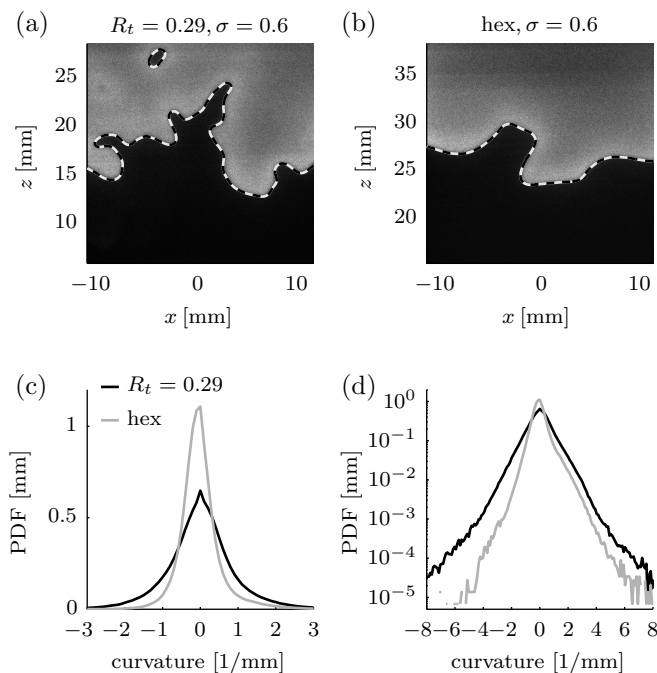 (a) R_t = 0.29, σ = 0.6
(b) hex, σ = 0.6
25
20
15
10
z [mm]
−10 0 10
x [mm]
35
30
25
20
z [mm]
−10 0 10
x [mm]
(c)
R_t = 0.29
hex
1
0.5
0
PDF [mm]
−3 −2 −1 0 1 2 3
curvature [1/mm]
(d)
10^0
10^−1
10^−2
10^−3
10^−4
10^−5
PDF [mm]
−8 −6 −4 −2 0 2 4 6 8
curvature [1/mm]